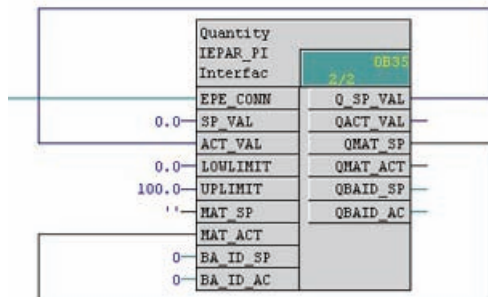 Quantity
IEPAR_PI
Interfac
OB35
2/2
EPE_CONN Q_SP_VAL
0.0 SP_VAL QACT_VAL
ACT_VAL QMAT_SP
0.0 LOWLIMIT QMAT_ACT
100.0 UPLIMIT QBAID_SP
'' MAT_SP QBAID_AC
MAT_ACT
0 BA_ID_SP
0 BA_ID_AC